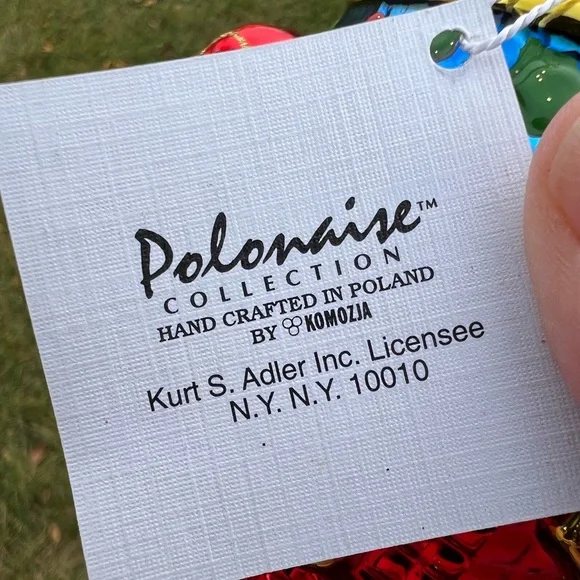 Polonaise™
COLLECTION
HAND CRAFTED IN POLAND
BY KOMOZJA
Kurt S. Adler Inc. Licensee
N.Y. N.Y. 10010